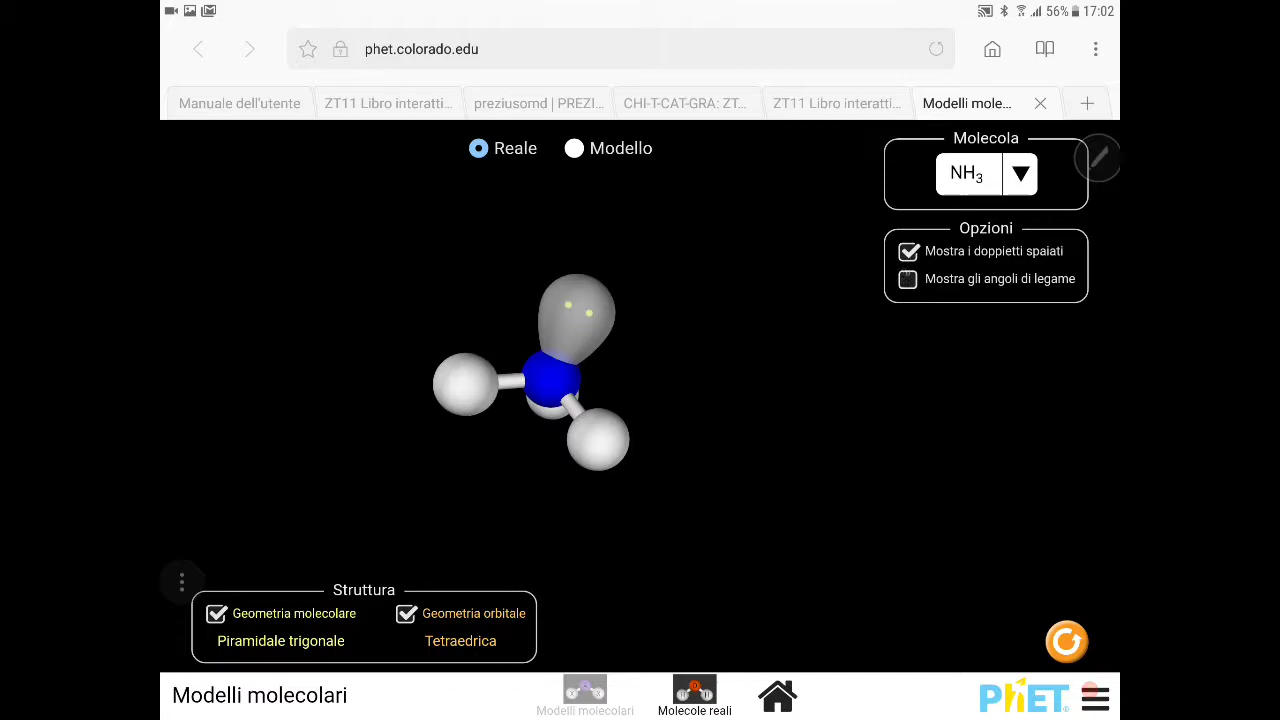 56% 17:02
phet.colorado.edu
Manuale dell'utente
ZT11 Libro interatti...
preziusomd | PREZI...
CHI-T-CAT-GRA: ZT...
ZT11 Libro interatti...
Modelli mole...
Reale
Modello
Molecola
NH₃
Opzioni
Mostra i doppietti spaiati
Mostra gli angoli di legame
Struttura
Geometria molecolare
Geometria orbitale
Piramidale trigonale
Tetraedrica
Modelli molecolari
Modelli molecolari
Molecole reali
PhET